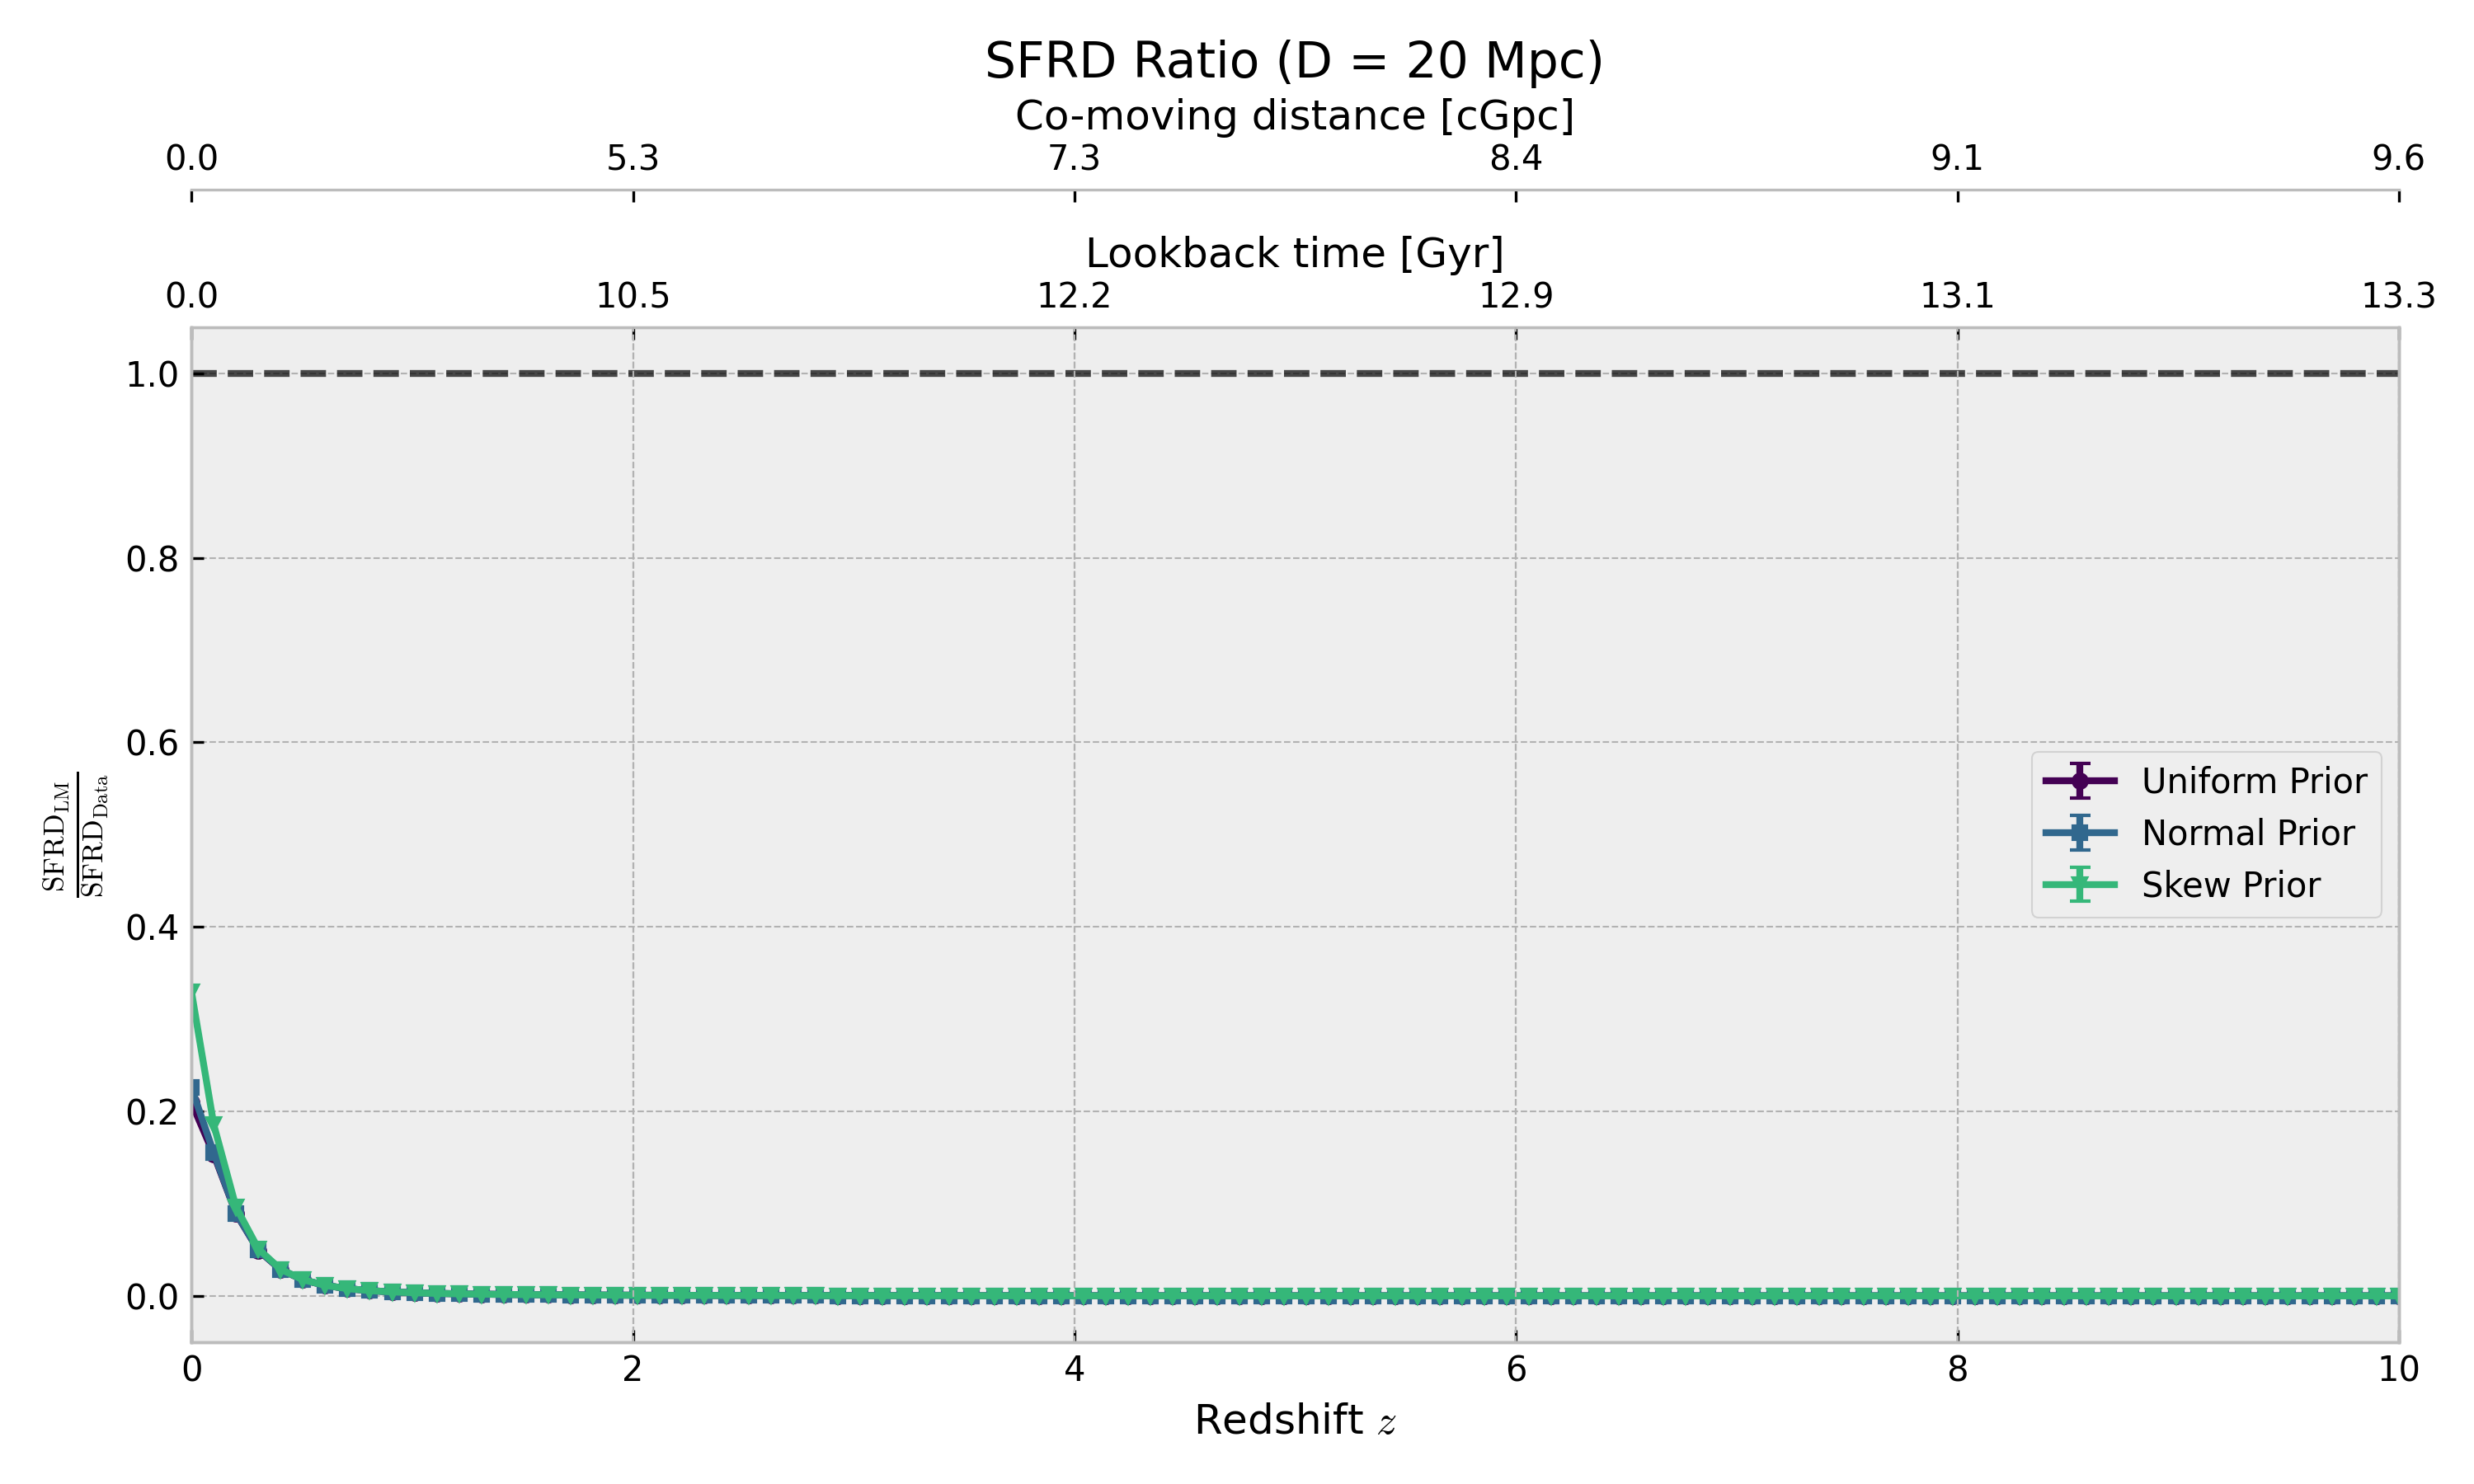 SFRD Ratio (D = 20 Mpc)
Co-moving distance [cGpc]
0.0 5.3 7.3 8.4 9.1 9.6
Lookback time [Gyr]
0.0 10.5 12.2 12.9 13.1 13.3
1.0
0.8
0.6
0.4
0.2
0.0
SFRD_LM
SFRD_Data
Uniform Prior
Normal Prior
Skew Prior
0 2 4 6 8 10
Redshift z